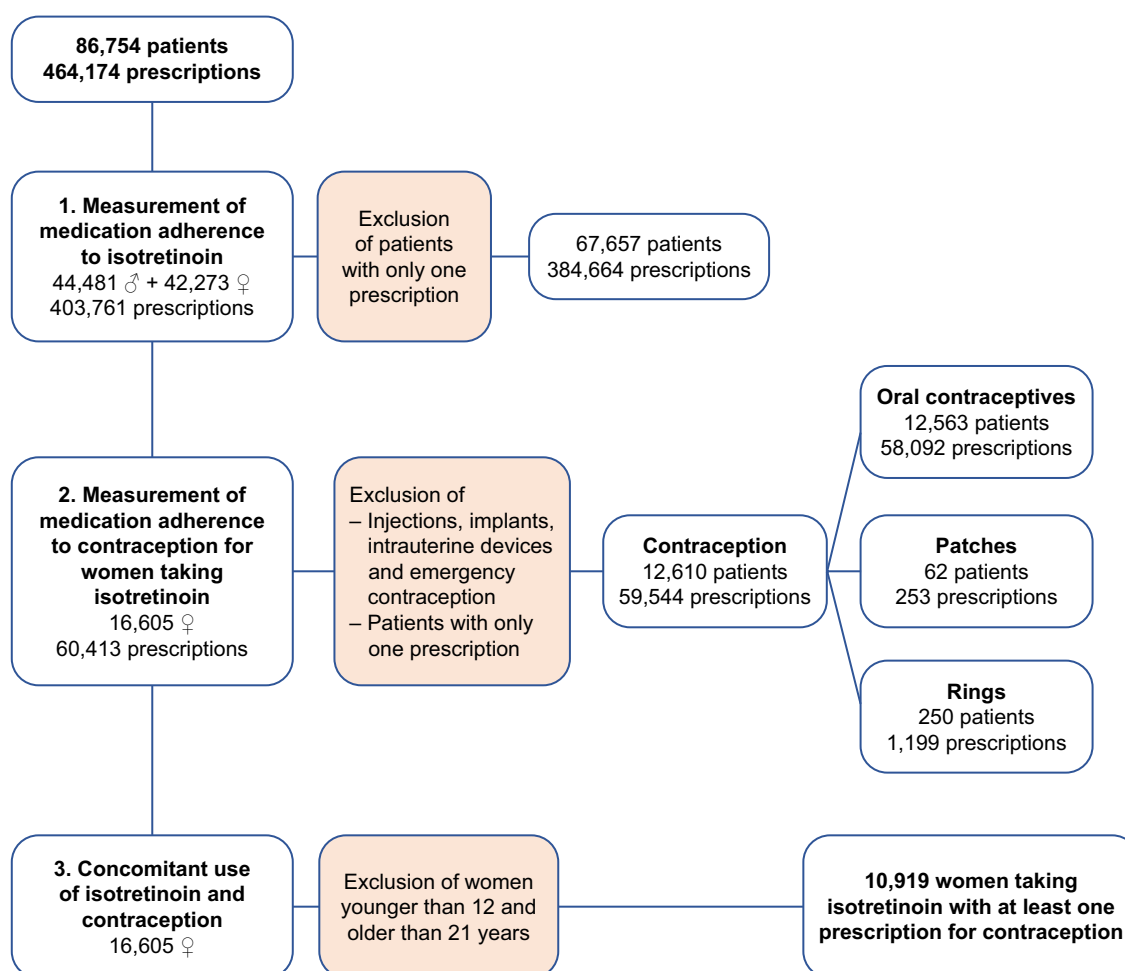 86,754 patients
464,174 prescriptions
1. Measurement of
medication adherence
to isotretinoin
44,481 ♂ + 42,273 ♀
403,761 prescriptions
Exclusion
of patients
with only one
prescription
67,657 patients
384,664 prescriptions
2. Measurement of
medication adherence
to contraception for
women taking
isotretinoin
16,605 ♀
60,413 prescriptions
Exclusion of
– Injections, implants,
intrauterine devices
and emergency
contraception
– Patients with only
one prescription
Contraception
12,610 patients
59,544 prescriptions
Oral contraceptives
12,563 patients
58,092 prescriptions
Patches
62 patients
253 prescriptions
Rings
250 patients
1,199 prescriptions
3. Concomitant use
of isotretinoin and
contraception
16,605 ♀
Exclusion of women
younger than 12 and
older than 21 years
10,919 women taking
isotretinoin with at least one
prescription for contraception